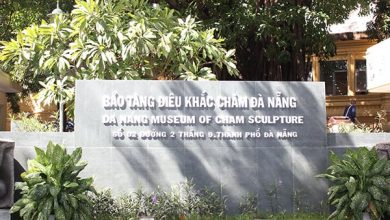 BẢO TÀNG ĐIÊU KHẮC CHĂM ĐÀ NẴNG
DA NANG MUSEUM OF CHAM SCULPTURE
SỐ 02 ĐƯỜNG 2 THÁNG 9, THÀNH PHỐ ĐÀ NẴNG